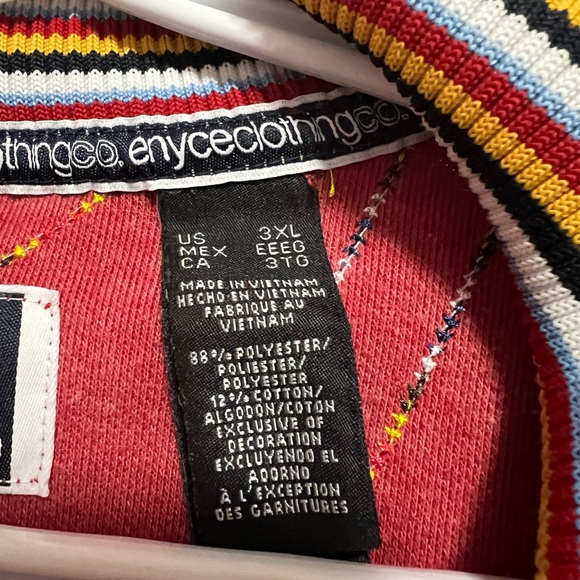 othingco. enyceclothingco.
US 3XL
MEX EEEG
CA 3TG
MADE IN VIETNAM
HECHO EN VIETNAM
FABRIQUE AU
VIETNAM
88% POLYESTER/
POLIESTER/
POLYESTER
12% COTTON/
ALGODON/COTON
EXCLUSIVE OF
DECORATION
EXCLUYENDO EL
ADORNO
À L'EXCEPTION
DES GARNITURES